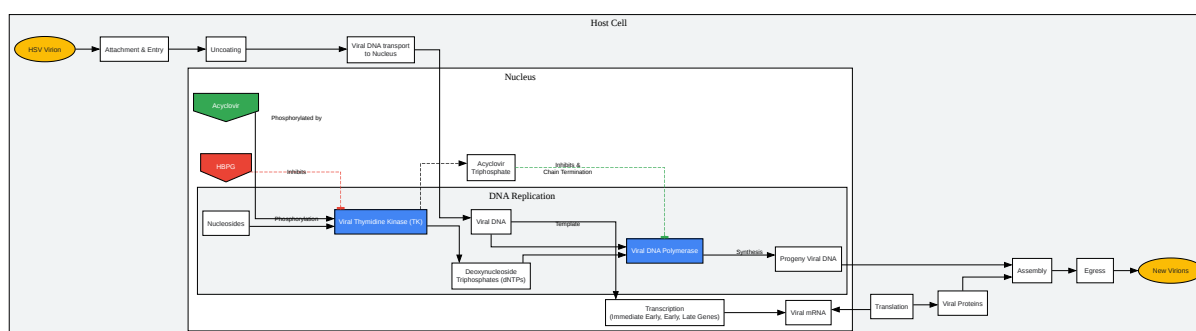 Host Cell
HSV Virion
Attachment & Entry
Uncoating
Viral DNA transport
to Nucleus
Nucleus
Acyclovir
Phosphorylated by
HBPG
Inhibits
Acyclovir
Triphosphate
Inhibits &
Chain Termination
DNA Replication
Nucleosides
Phosphorylation
Viral Thymidine Kinase (TK)
Viral DNA
Template
Viral DNA Polymerase
Synthesis
Progeny Viral DNA
Deoxynucleoside
Triphosphates (dNTPs)
Assembly
Egress
New Virions
Transcription
(Immediate Early, Early, Late Genes)
Viral mRNA
Translation
Viral Proteins